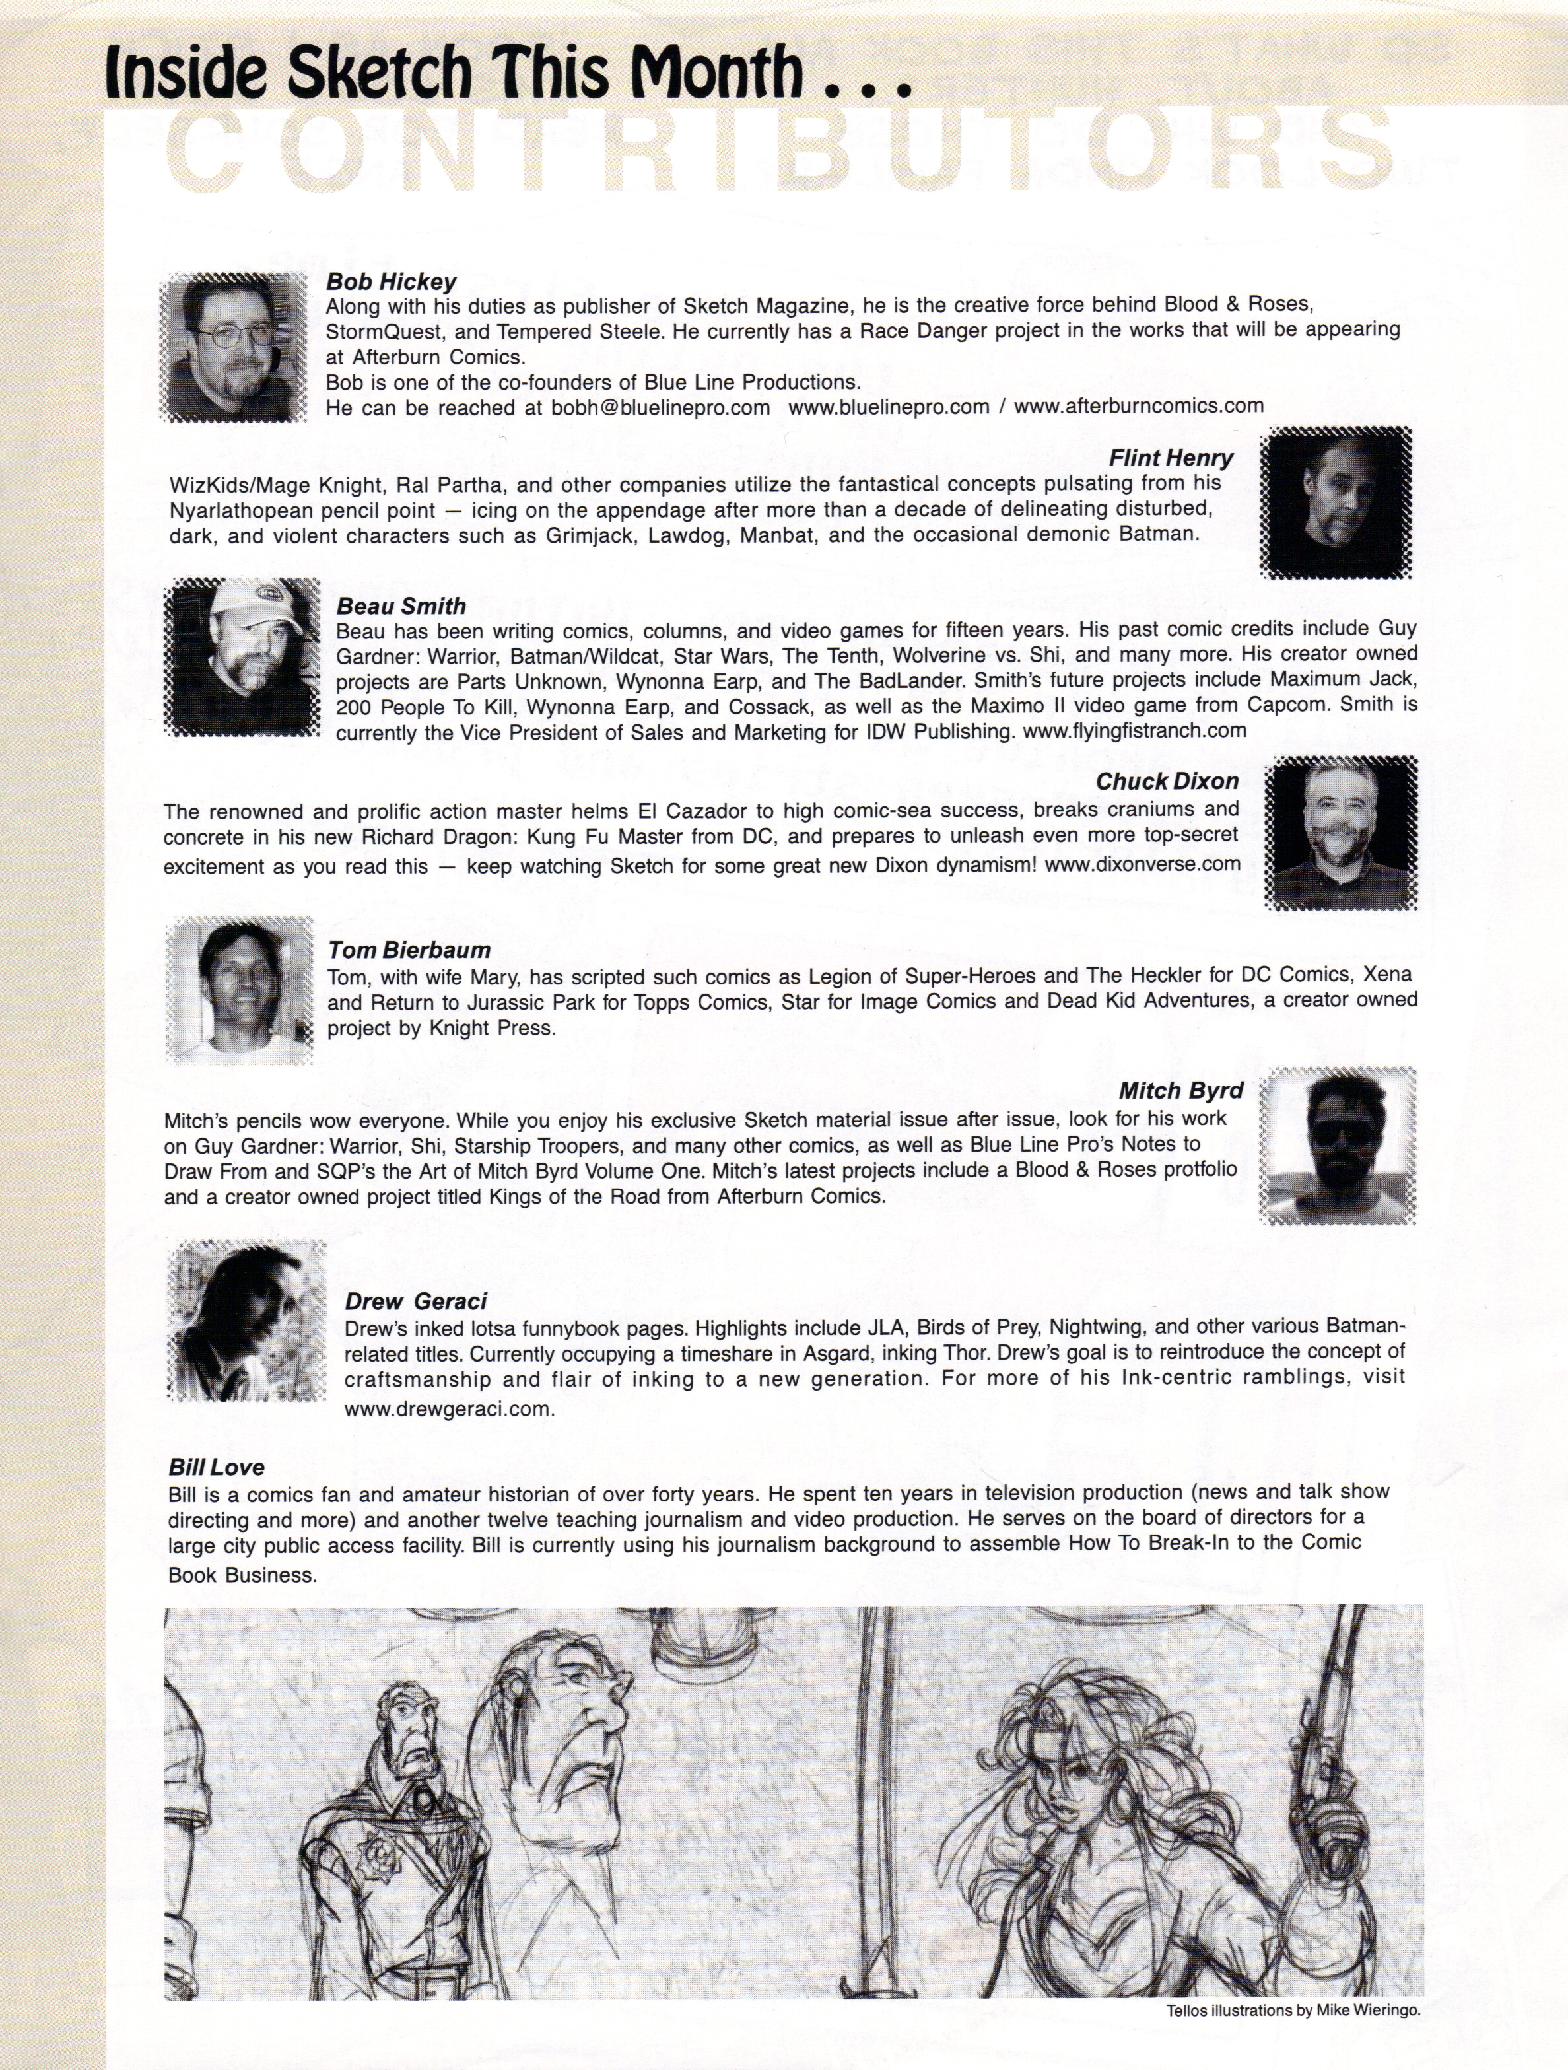 Inside Sketch This Month . . .
CONTRIBUTORS
Bob Hickey
Along with his duties as publisher of Sketch Magazine, he is the creative force behind Blood & Roses,
StormQuest, and Tempered Steele. He currently has a Race Danger project in the works that will be appearing
at Afterburn Comics.
Bob is one of the co-founders of Blue Line Productions.
He can be reached at bobh@bluelinepro.com www.bluelinepro.com / www.afterburncomics.com
Flint Henry
WizKids/Mage Knight, Ral Partha, and other companies utilize the fantastical concepts pulsating from his
Nyarlathopean pencil point — icing on the appendage after more than a decade of delineating disturbed,
dark, and violent characters such as Grimjack, Lawdog, Manbat, and the occasional demonic Batman.
Beau Smith
Beau has been writing comics, columns, and video games for fifteen years. His past comic credits include Guy
Gardner: Warrior, Batman/Wildcat, Star Wars, The Tenth, Wolverine vs. Shi, and many more. His creator owned
projects are Parts Unknown, Wynonna Earp, and The BadLander. Smith's future projects include Maximum Jack,
200 People To Kill, Wynonna Earp, and Cossack, as well as the Maximo II video game from Capcom. Smith is
currently the Vice President of Sales and Marketing for IDW Publishing. www.flyingfistranch.com
Chuck Dixon
The renowned and prolific action master helms El Cazador to high comic-sea success, breaks craniums and
concrete in his new Richard Dragon: Kung Fu Master from DC, and prepares to unleash even more top-secret
excitement as you read this — keep watching Sketch for some great new Dixon dynamism! www.dixonverse.com
Tom Bierbaum
Tom, with wife Mary, has scripted such comics as Legion of Super-Heroes and The Heckler for DC Comics, Xena
and Return to Jurassic Park for Topps Comics, Star for Image Comics and Dead Kid Adventures, a creator owned
project by Knight Press.
Mitch Byrd
Mitch's pencils wow everyone. While you enjoy his exclusive Sketch material issue after issue, look for his work
on Guy Gardner: Warrior, Shi, Starship Troopers, and many other comics, as well as Blue Line Pro's Notes to
Draw From and SQP's the Art of Mitch Byrd Volume One. Mitch's latest projects include a Blood & Roses protfolio
and a creator owned project titled Kings of the Road from Afterburn Comics.
Drew Geraci
Drew's inked lotsa funnybook pages. Highlights include JLA, Birds of Prey, Nightwing, and other various Batman-
related titles. Currently occupying a timeshare in Asgard, inking Thor. Drew's goal is to reintroduce the concept of
craftsmanship and flair of inking to a new generation. For more of his Ink-centric ramblings, visit
www.drewgeraci.com.
Bill Love
Bill is a comics fan and amateur historian of over forty years. He spent ten years in television production (news and talk show
directing and more) and another twelve teaching journalism and video production. He serves on the board of directors for a
large city public access facility. Bill is currently using his journalism background to assemble How To Break-In to the Comic
Book Business.
Tellos illustrations by Mike Wieringo.